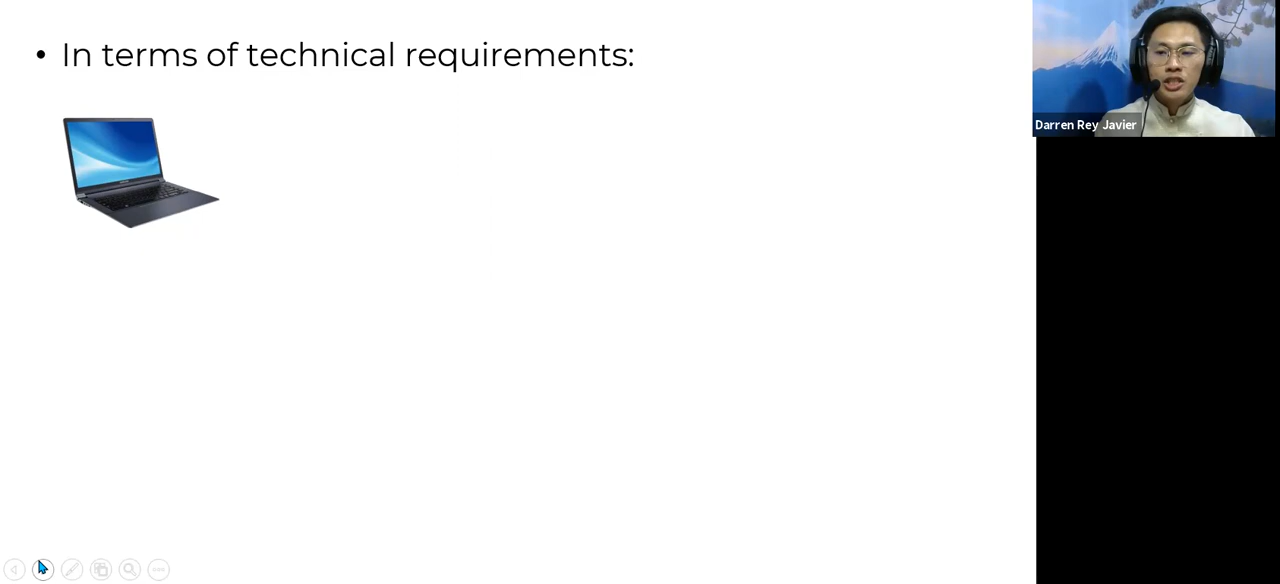 • In terms of technical requirements:
Darren Rey Javier